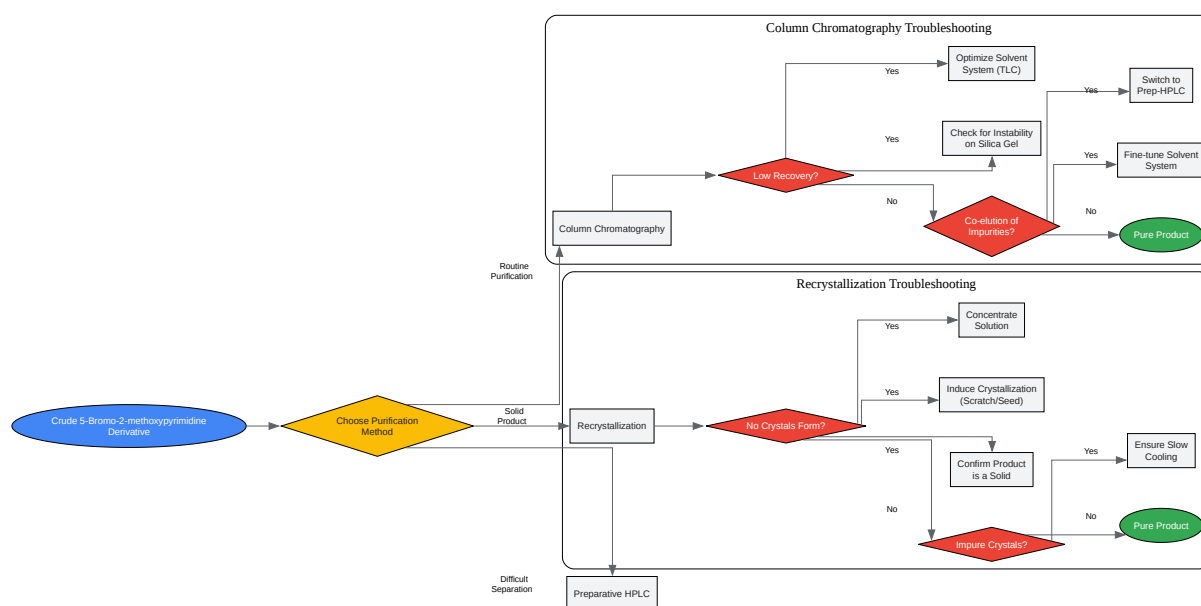 Column Chromatography Troubleshooting
Optimize Solvent
System (TLC)
Yes
Switch to
Prep-HPLC
Yes
Check for Instability
on Silica Gel
Yes
Fine-tune Solvent
System
Yes
Low Recovery?
No
Co-elution of
Impurities?
No
Pure Product
Column Chromatography
Routine
Purification
Recrystallization Troubleshooting
Concentrate
Solution
Yes
Induce Crystallization
(Scratch/Seed)
Yes
Crude 5-Bromo-2-methoxypyrimidine
Derivative
Choose Purification
Method
Solid
Product
Recrystallization
No Crystals Form?
Yes
Confirm Product
is a Solid
Ensure Slow
Cooling
Yes
No
Impure Crystals?
No
Pure Product
Difficult
Separation
Preparative HPLC